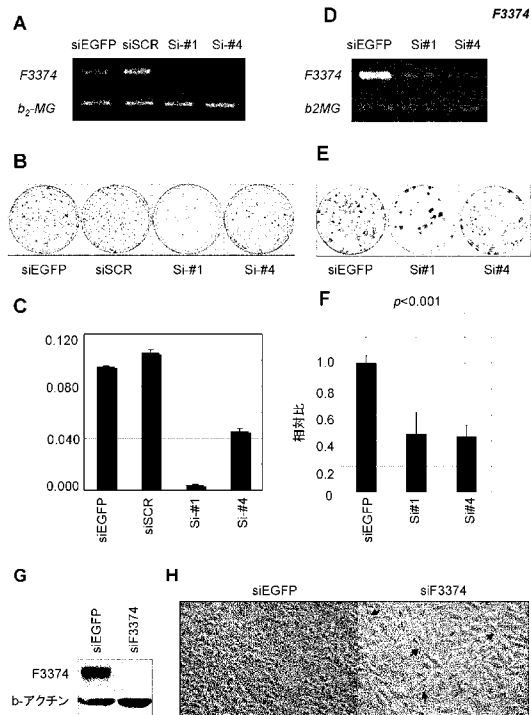 F3374
A
siEGFP siSCR Si-#1 Si-#4
F3374
b2-MG
D
siEGFP Si#1 Si#4
F3374
b2MG
B
siEGFP siSCR Si-#1 Si-#4
E
siEGFP Si#1 Si#4
C
0.120
0.080
0.040
0.000
siEGFP siSCR Si-#1 Si-#4
F
p<0.001
相対比
1.0
0.8
0.6
0.4
0.2
0
siEGFP Si#1 Si#4
G
siEGFP siF3374
F3374
b-アクチン
H
siEGFP siF3374